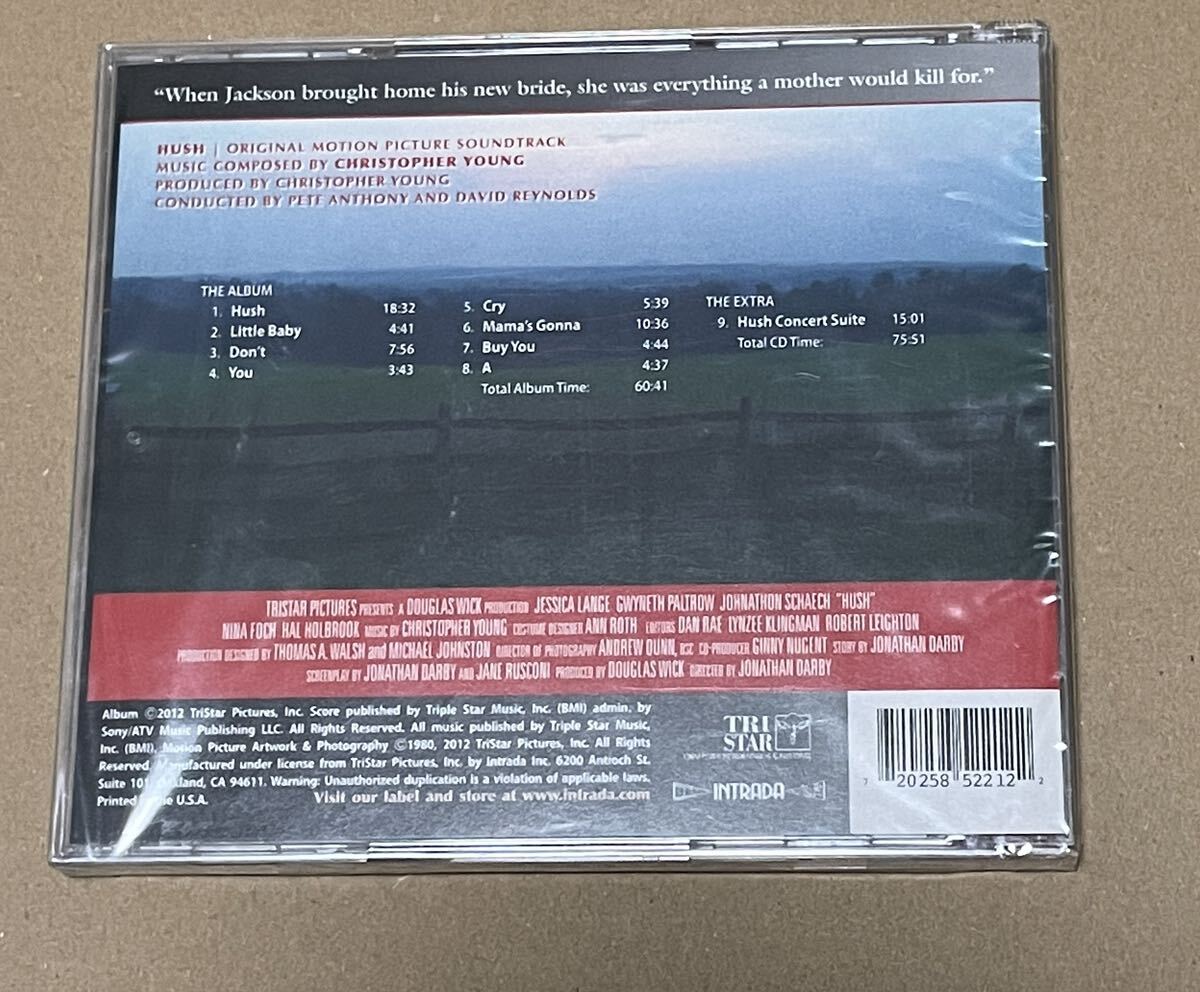 “When Jackson brought home his new bride, she was everything a mother would kill for.”
HUSH | ORIGINAL MOTION PICTURE SOUNDTRACK
MUSIC COMPOSED BY CHRISTOPHER YOUNG
PRODUCED BY CHRISTOPHER YOUNG
CONDUCTED BY PETE ANTHONY AND DAVID REYNOLDS
THE ALBUM
1. Hush 18:32
2. Little Baby 4:41
3. Don't 7:56
4. You 3:43
5. Cry 5:39
6. Mama's Gonna 10:36
7. Buy You 4:44
8. A 4:37
Total Album Time: 60:41
THE EXTRA
9. Hush Concert Suite 15:01
Total CD Time: 75:51
TRISTAR PICTURES PRESENTS A DOUGLAS WICK PRODUCTION JESSICA LANGE GWYNETH PALTROW JOHNATHON SCHAECH "HUSH"
NINA FOCH HAL HOLBROOK MUSIC BY CHRISTOPHER YOUNG COSTUME DESIGNER ANN ROTH EDITORS DAN RAE LYNZEE KLINGMAN ROBERT LEIGHTON
PRODUCTION DESIGNED BY THOMAS A. WALSH AND MICHAEL JOHNSTON DIRECTOR OF PHOTOGRAPHY ANDREW DUNN, BSC CO-PRODUCER GINNY NUGENT STORY BY JONATHAN DARBY
SCREENPLAY BY JONATHAN DARBY AND JANE RUSCONI PRODUCED BY DOUGLAS WICK DIRECTED BY JONATHAN DARBY
Album ©2012 TriStar Pictures, Inc. Score published by Triple Star Music, Inc. (BMI) admin. by
Sony/ATV Music Publishing LLC. All Rights Reserved. All music published by Triple Star Music,
Inc. (BMI). Motion Picture Artwork & Photography ©1980, 2012 TriStar Pictures, Inc. All Rights
Reserved. Manufactured under license from TriStar Pictures, Inc. by Intrada Inc. 6200 Antioch St.
Suite 101 Oakland, CA 94611. Warning: Unauthorized duplication is a violation of applicable laws.
Printed in the U.S.A.
Visit our label and store at www.intrada.com
TRI
STAR
INTRADA
7 20258 52212 2